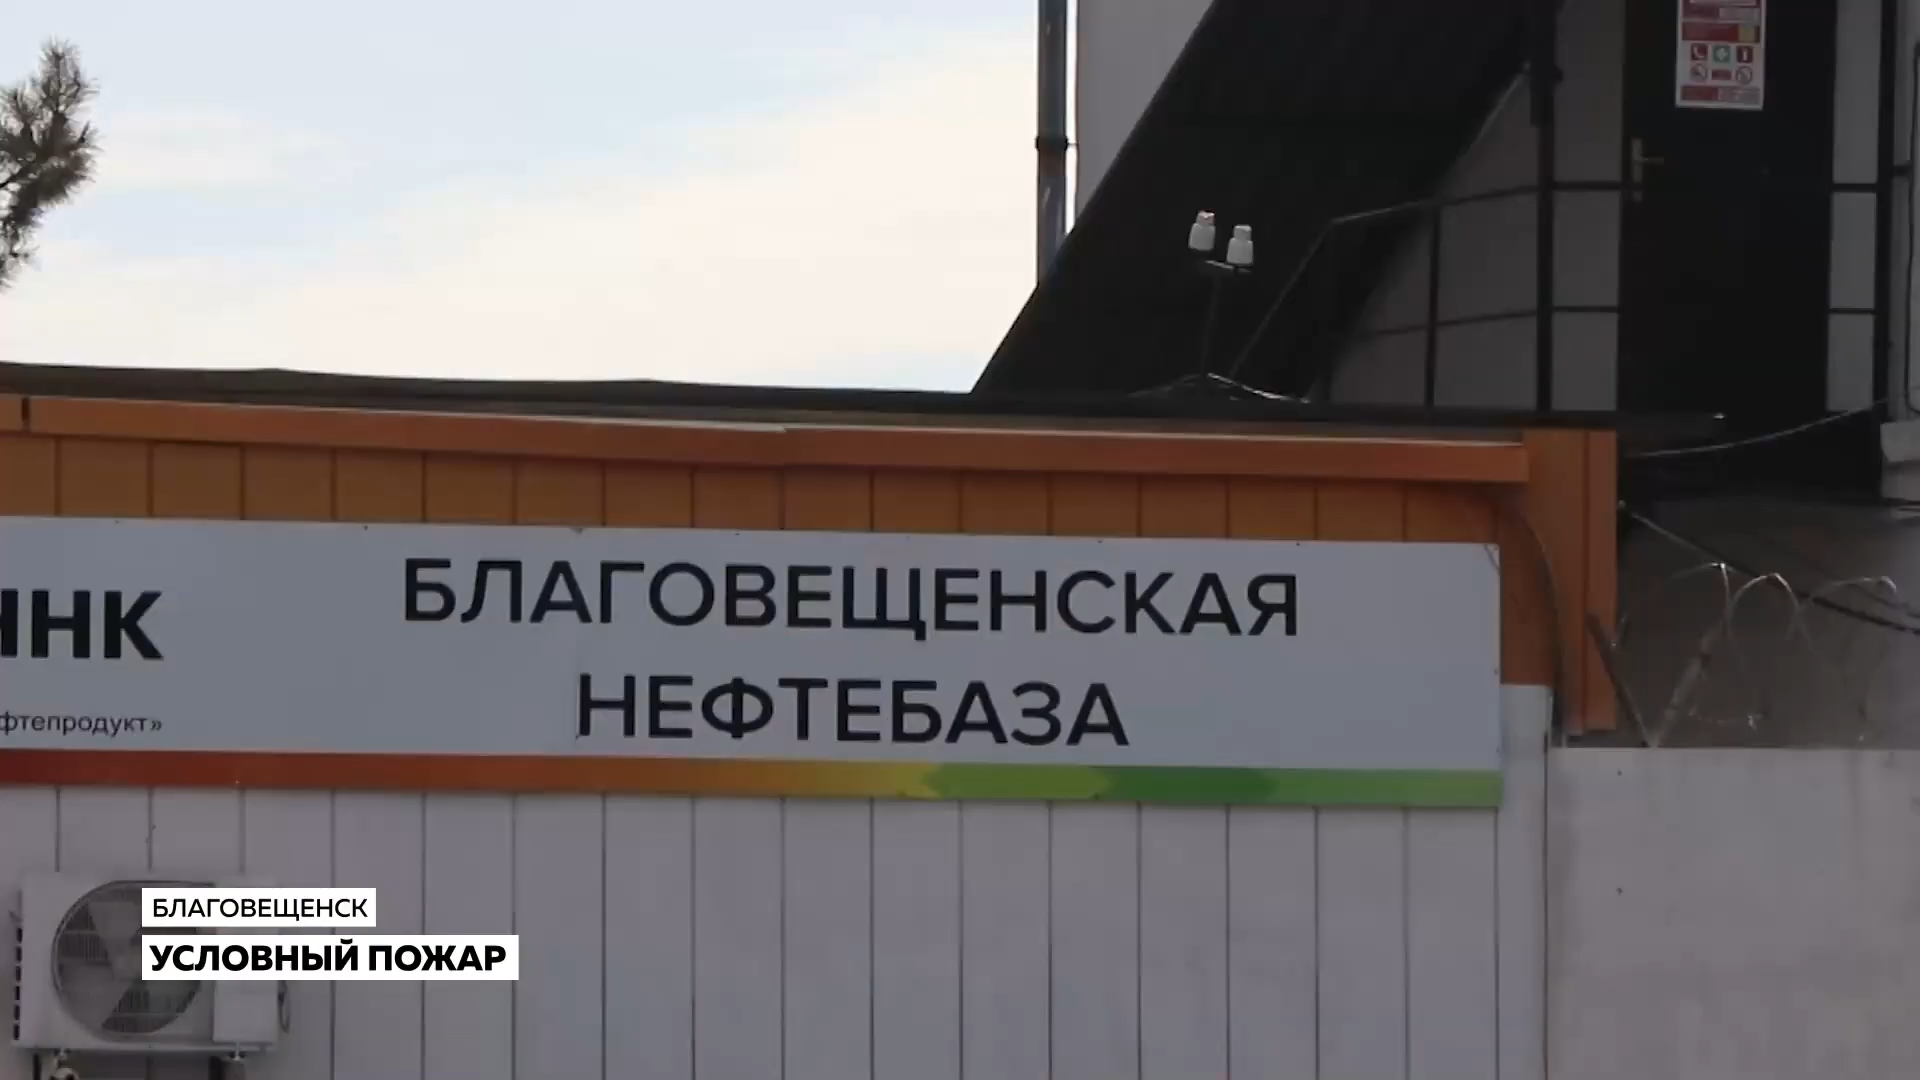 ННК
БЛАГОВЕЩЕНСКАЯ
НЕФТЕБАЗА
фтепродукт»
БЛАГОВЕЩЕНСК
УСЛОВНЫЙ ПОЖАР